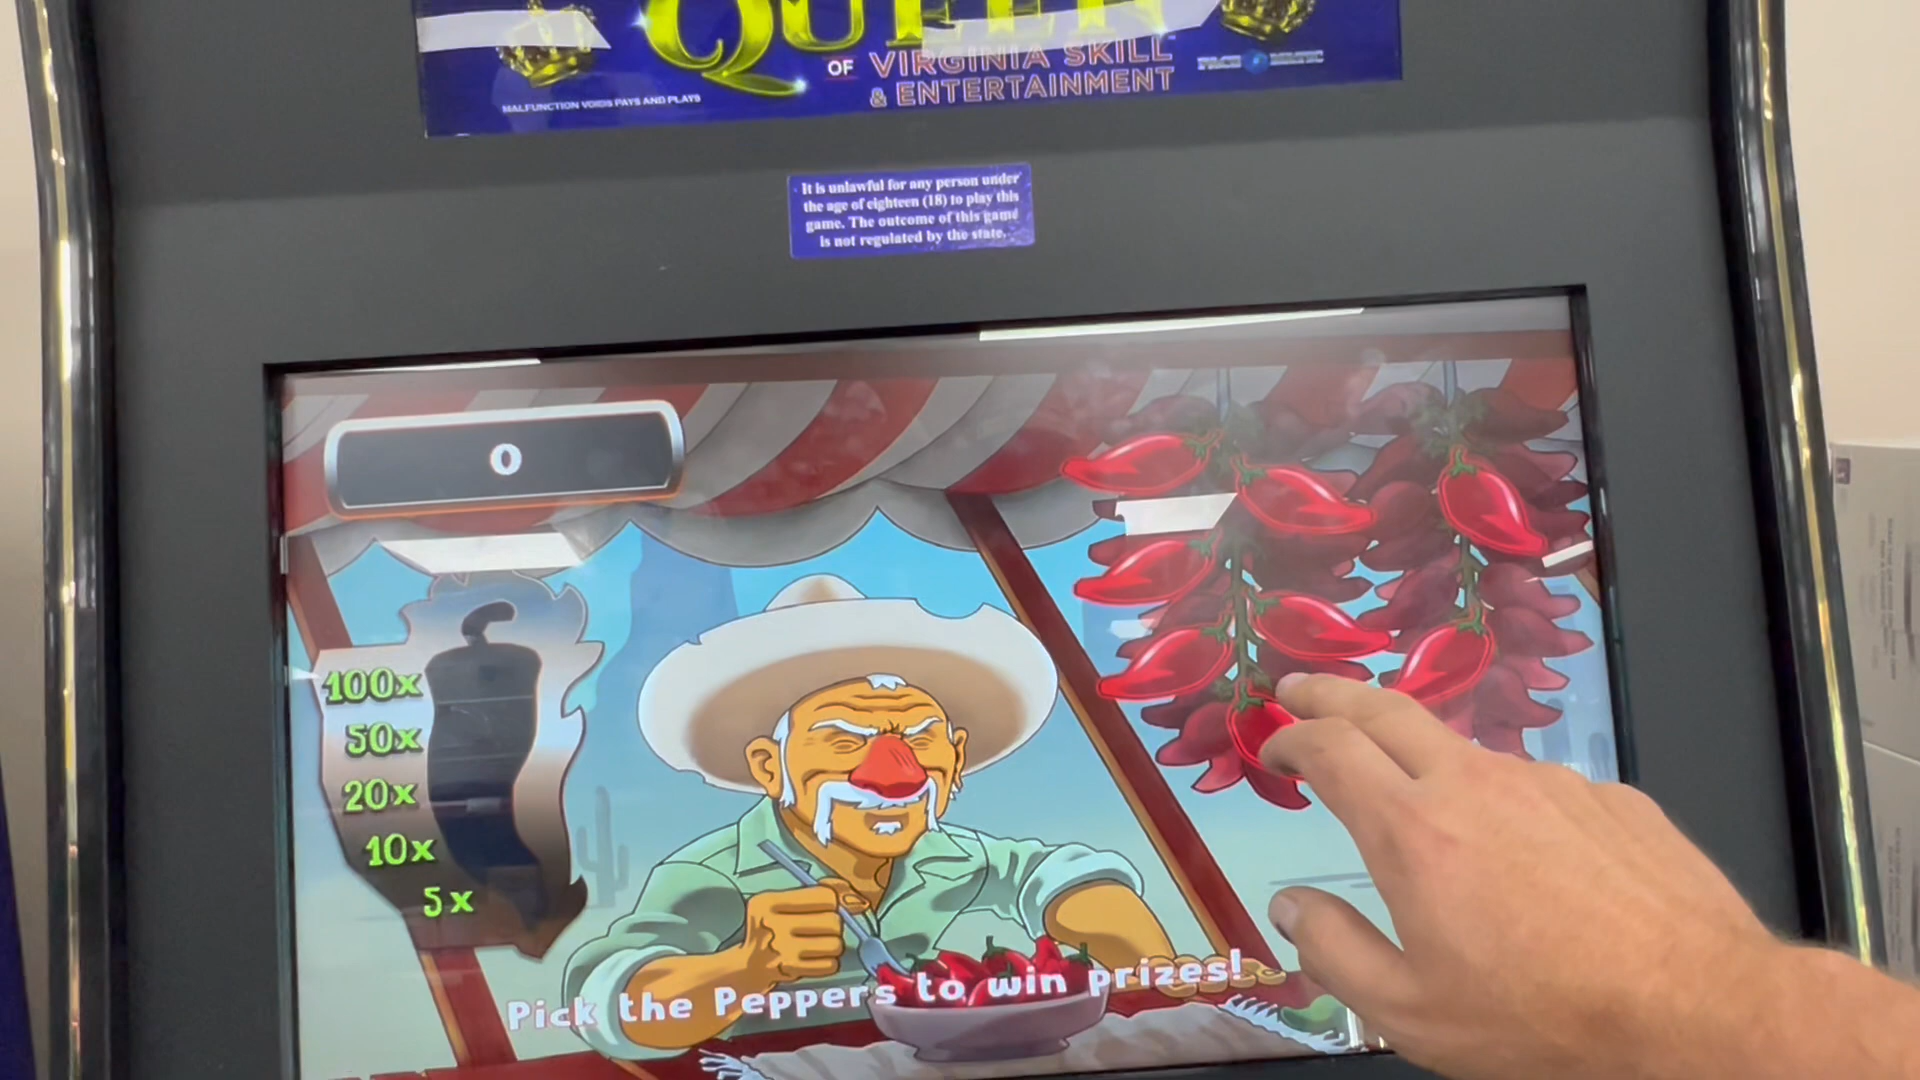 QUEEN
OF VIRGINIA SKILL
& ENTERTAINMENT
PACE-O-MATIC
MALFUNCTION VOIDS PAYS AND PLAYS
It is unlawful for any person under
the age of eighteen (18) to play this
game. The outcome of this game
is not regulated by the state.
0
100x
50x
20x
10x
5x
Pick the Peppers to win prizes!